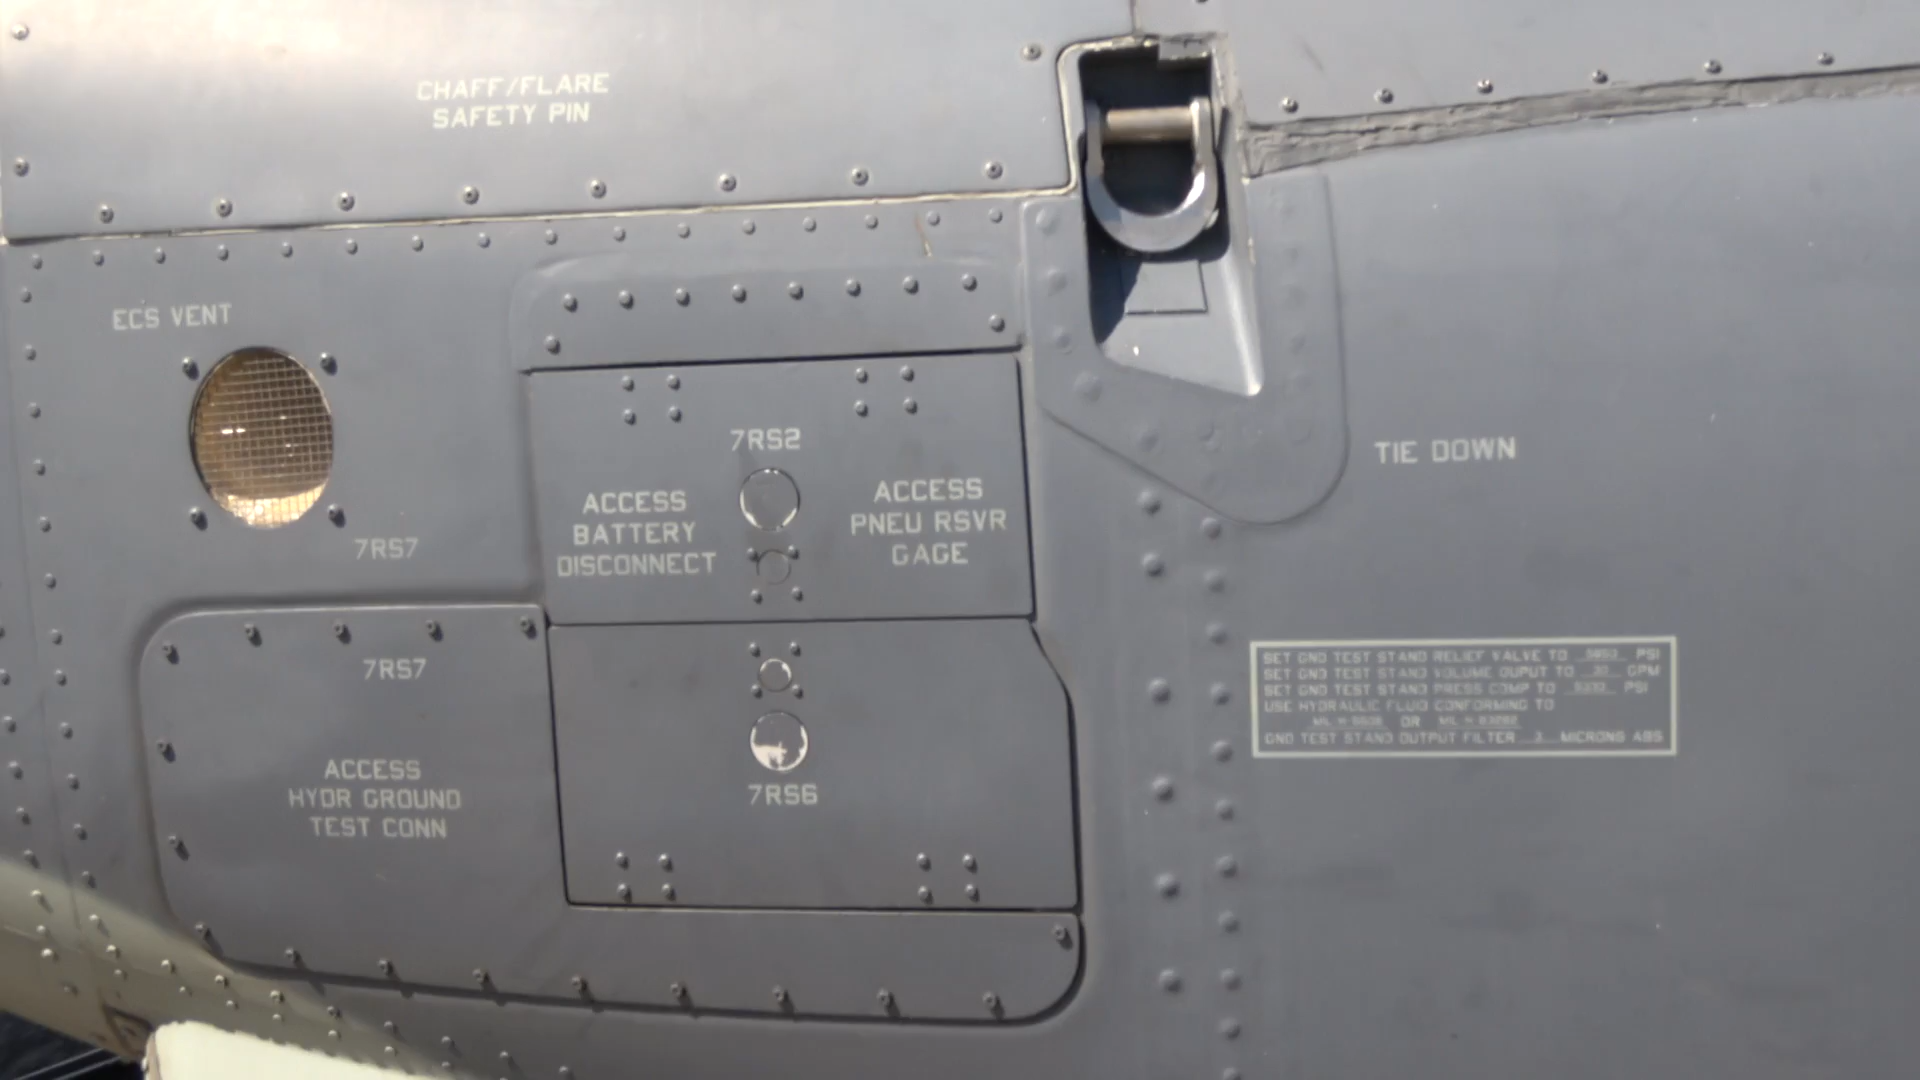 CHAFF/FLARE
SAFETY PIN
ECS VENT
7RS7
7RS2
ACCESS
BATTERY
DISCONNECT
ACCESS
PNEU RSVR
GAGE
TIE DOWN
7RS7
ACCESS
HYDR GROUND
TEST CONN
7RS6
SET GND TEST STAND RELIEF VALVE TO PSI
SET GND TEST STAND VOLUME OUPUT TO GPM
SET GND TEST STAND PRESS COMP TO PSI
USE HYDRAULIC FLUID CONFORMING TO
OR
GND TEST STAND OUTPUT FILTER MICRONS ABS